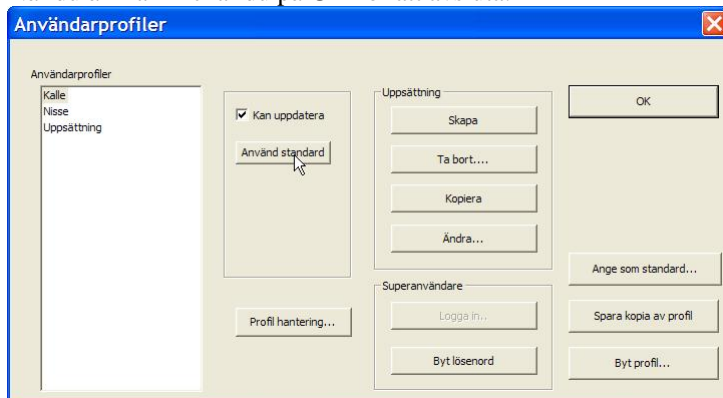 Användarprofiler
Användarprofiler
Kalle
Nisse
Uppsättning
Kan uppdatera
Använd standard
Profil hantering...
Uppsättning
Skapa
Ta bort....
Kopiera
Ändra...
Superanvändare
Logga in..
Byt lösenord
OK
Ange som standard...
Spara kopia av profil
Byt profil...